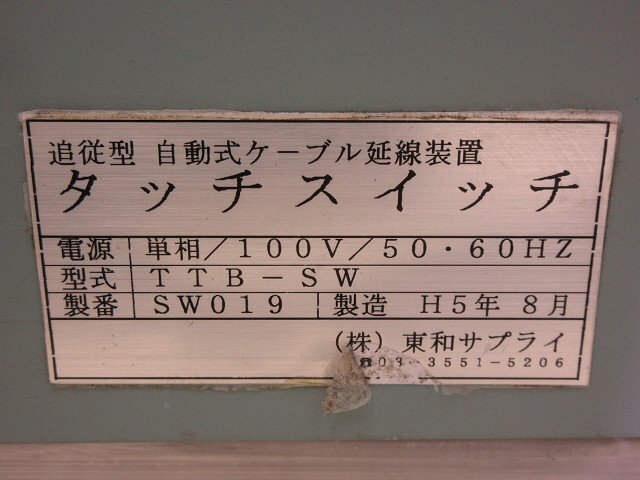 追従型 自動式ケーブル延線装置
タッチスイッチ
電源 単相/100V/50・60HZ
型式 TTB-SW
製番 SW019 製造 H5年 8月
(株) 東和サプライ
☎03-3551-5206